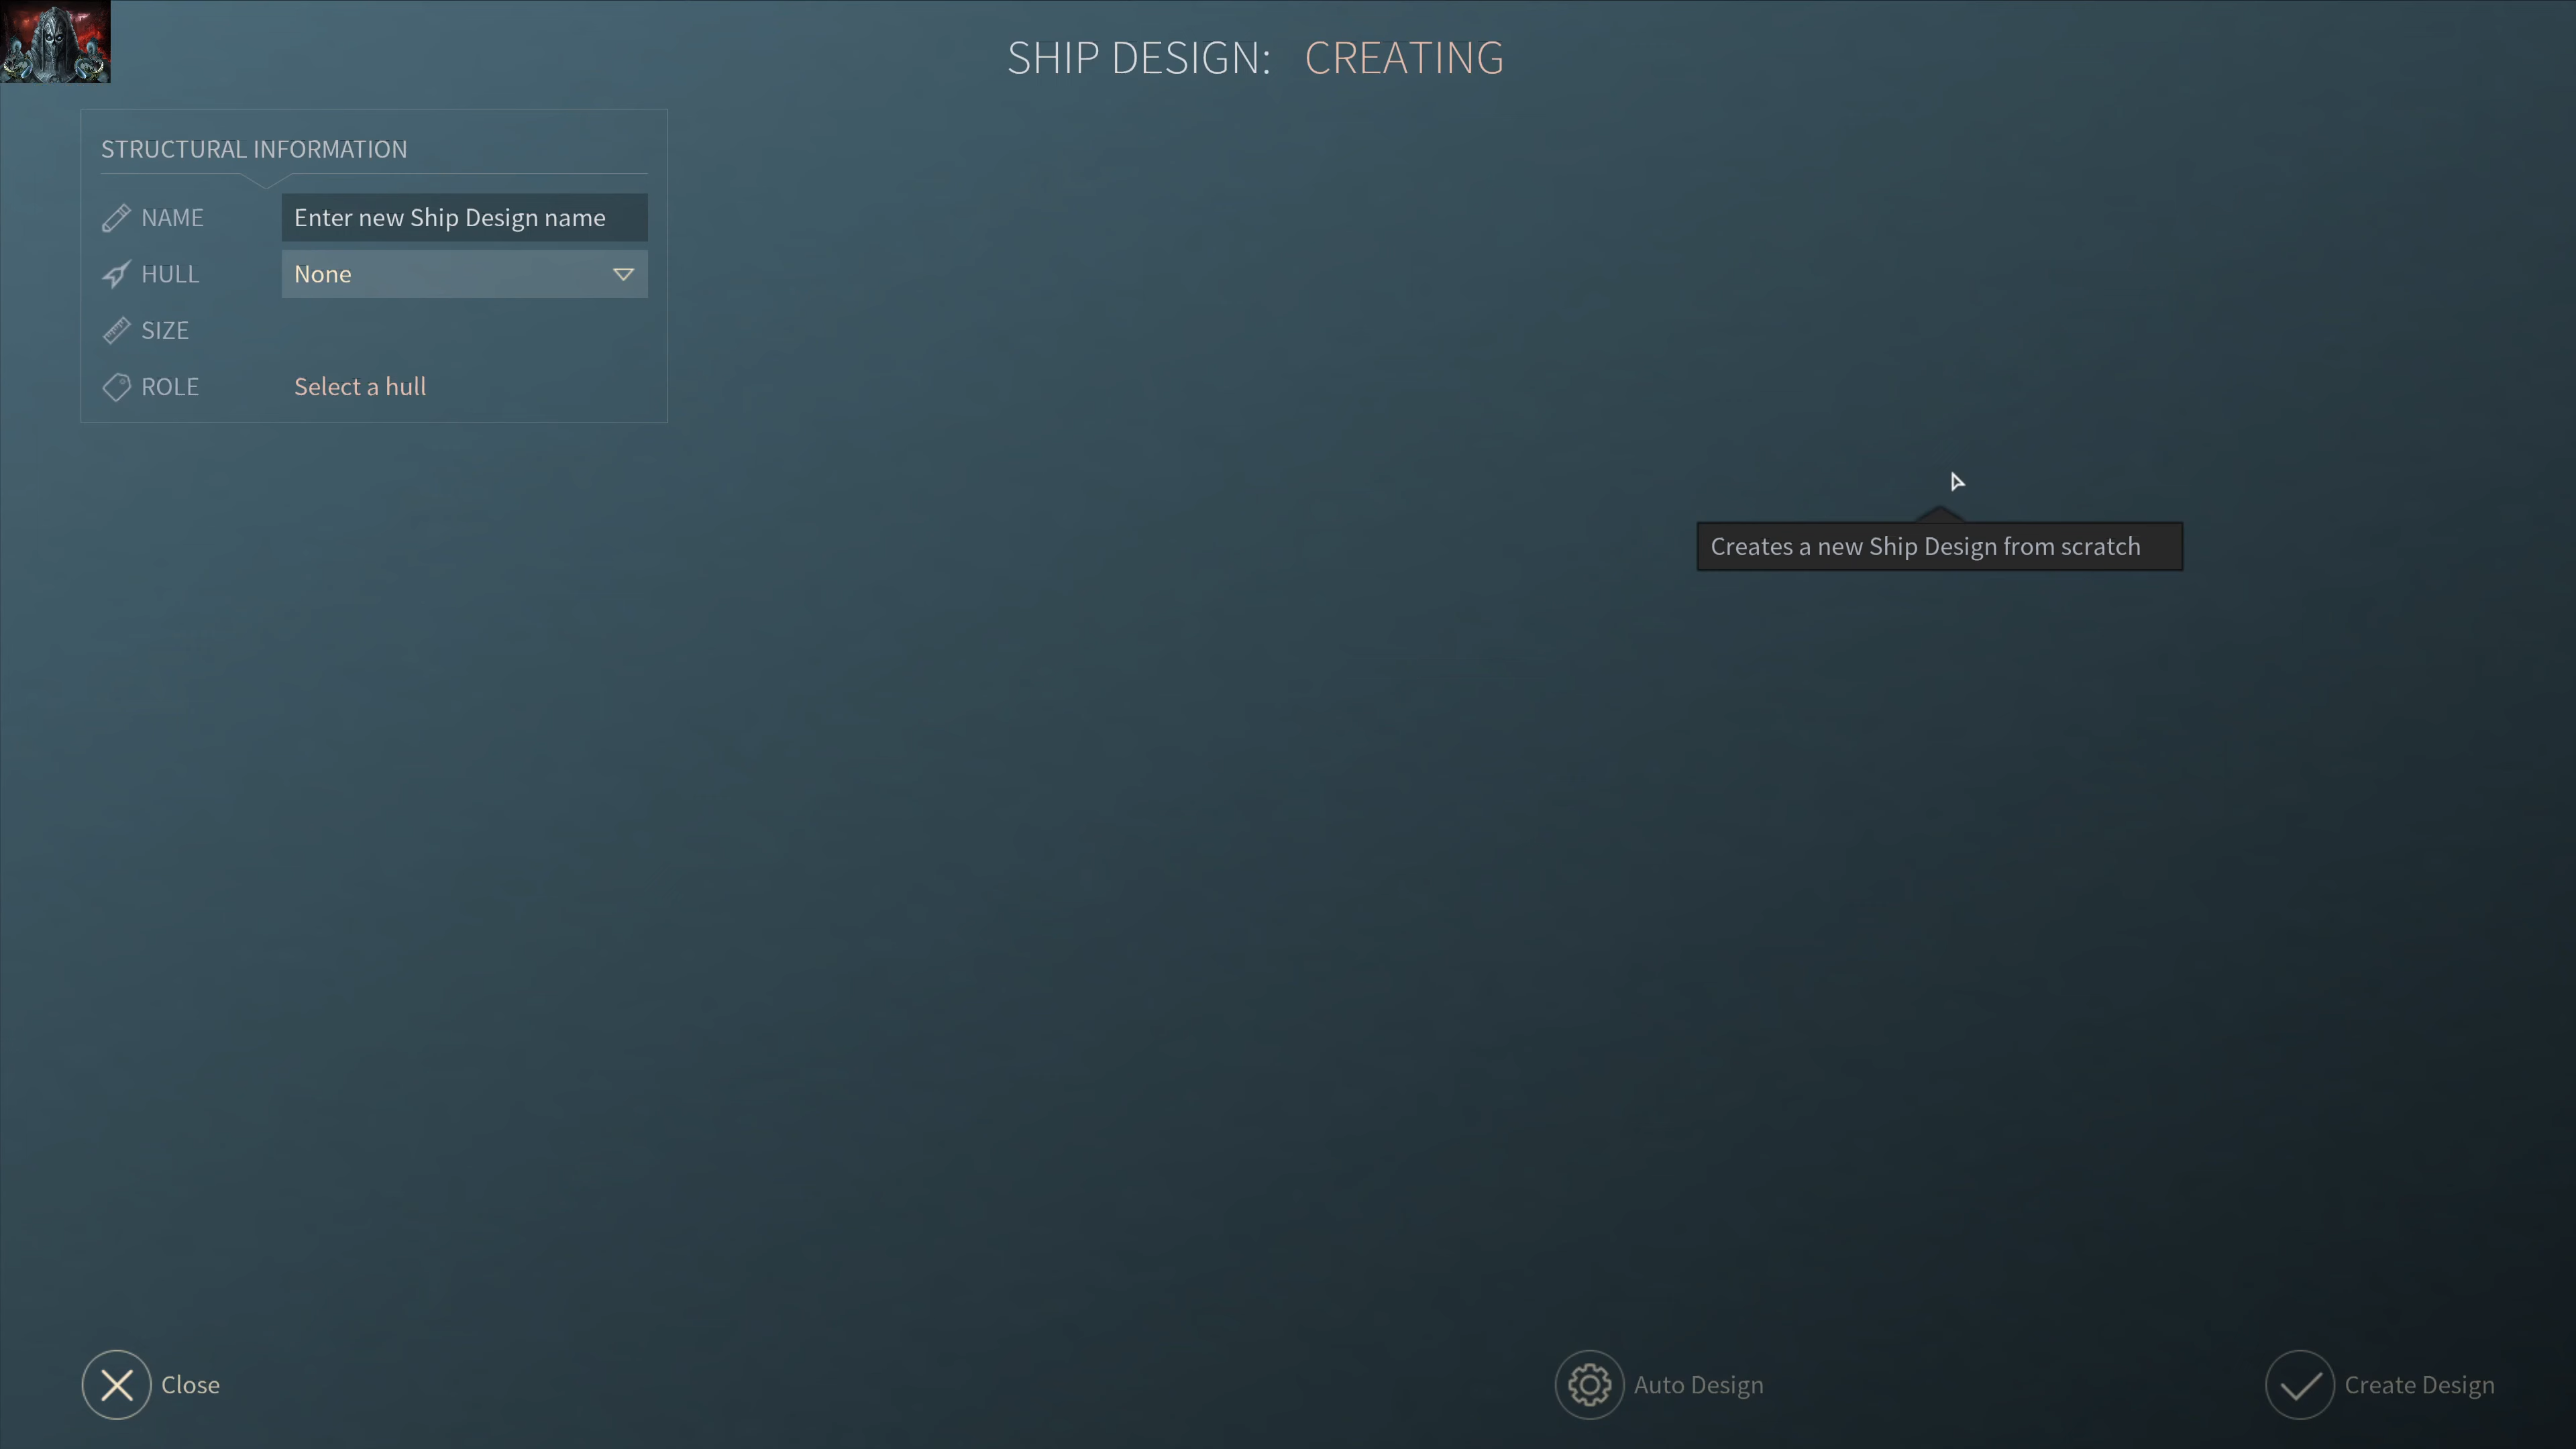 SHIP DESIGN: CREATING
STRUCTURAL INFORMATION
NAME Enter new Ship Design name
HULL None
SIZE
ROLE Select a hull
Creates a new Ship Design from scratch
Close
Auto Design
Create Design